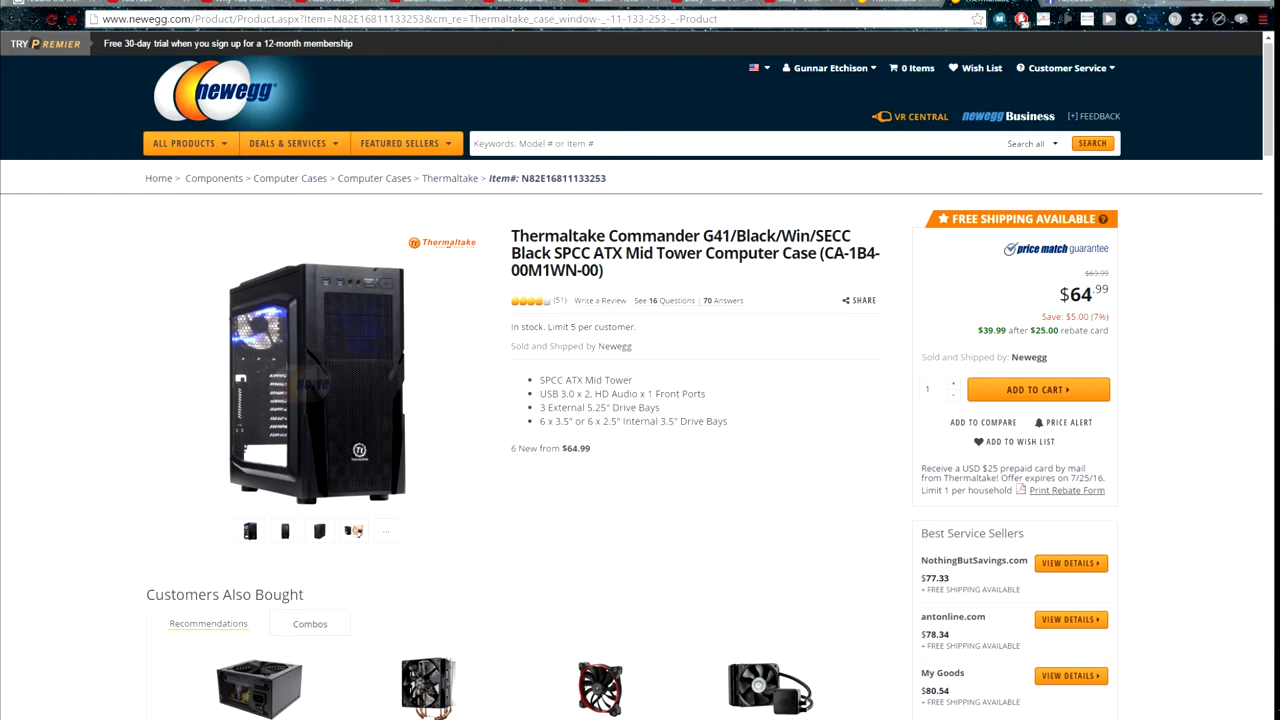 www.newegg.com/Product/Product.aspx?Item=N82E16811133253&cm_re=Thermaltake_case_window-_-11-133-253-_-Product
TRY PREMIER Free 30-day trial when you sign up for a 12-month membership
newegg
Gunnar Etchison 0 Items Wish List Customer Service
VR CENTRAL newegg Business [+] FEEDBACK
ALL PRODUCTS DEALS & SERVICES FEATURED SELLERS Keywords, Model # or Item # Search all SEARCH
Home > Components > Computer Cases > Computer Cases > Thermaltake > Item#: N82E16811133253
FREE SHIPPING AVAILABLE ?
Thermaltake
Thermaltake Commander G41/Black/Win/SECC
Black SPCC ATX Mid Tower Computer Case (CA-1B4-
00M1WN-00)
(51) Write a Review See 16 Questions | 70 Answers SHARE
In stock. Limit 5 per customer.
Sold and Shipped by Newegg
SPCC ATX Mid Tower
USB 3.0 x 2, HD Audio x 1 Front Ports
3 External 5.25" Drive Bays
6 x 3.5" or 6 x 2.5" Internal 3.5" Drive Bays
6 New from $64.99
price match guarantee
$69.99
$64.99
Save: $5.00 (7%)
$39.99 after $25.00 rebate card
Sold and Shipped by: Newegg
1 ADD TO CART
ADD TO COMPARE PRICE ALERT
ADD TO WISH LIST
Receive a USD $25 prepaid card by mail
from Thermaltake! Offer expires on 7/25/16.
Limit 1 per household Print Rebate Form
Best Service Sellers
NothingButSavings.com VIEW DETAILS
$77.33
+ FREE SHIPPING AVAILABLE
antonline.com VIEW DETAILS
$78.34
+ FREE SHIPPING AVAILABLE
My Goods VIEW DETAILS
$80.54
+ FREE SHIPPING AVAILABLE
...
Customers Also Bought
Recommendations Combos